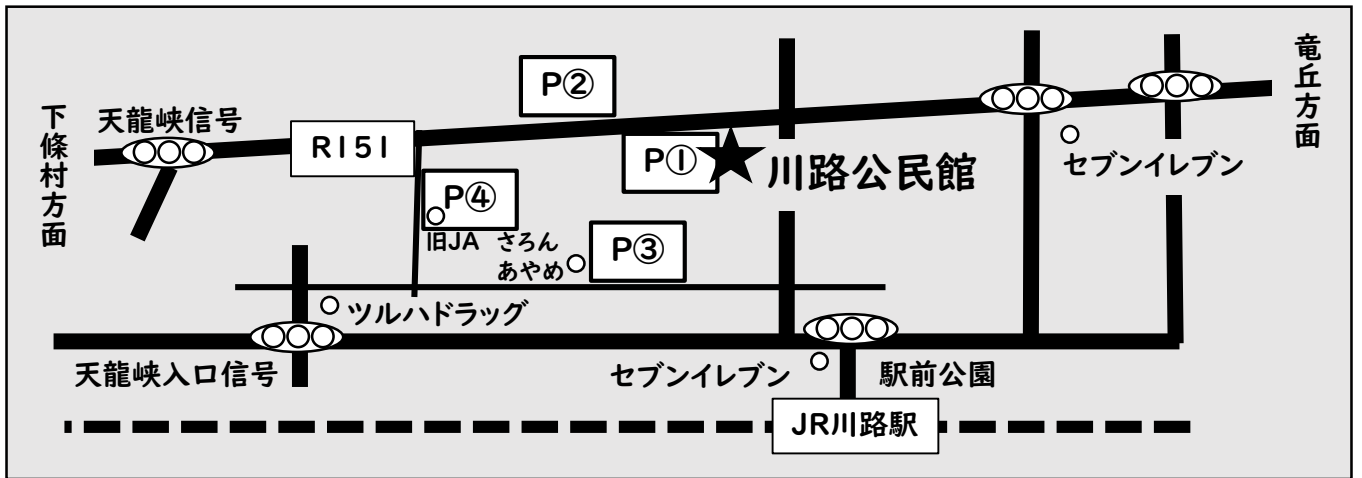 竜丘方面
P②
下條村方面
天龍峡信号
R151
P①
川路公民館
セブンイレブン
P④
旧JA
さろん
あやめ
P③
ツルハドラッグ
天龍峡入口信号
セブンイレブン
駅前公園
JR川路駅